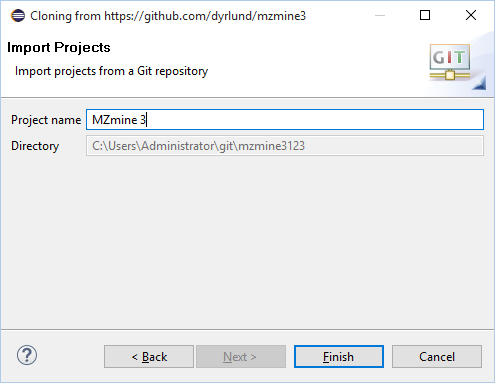 Cloning from https://github.com/dyrlund/mzmine3
Import Projects
Import projects from a Git repository
GIT
Project name MZmine 3
Directory C:\Users\Administrator\git\mzmine3123
? < Back Next > Finish Cancel